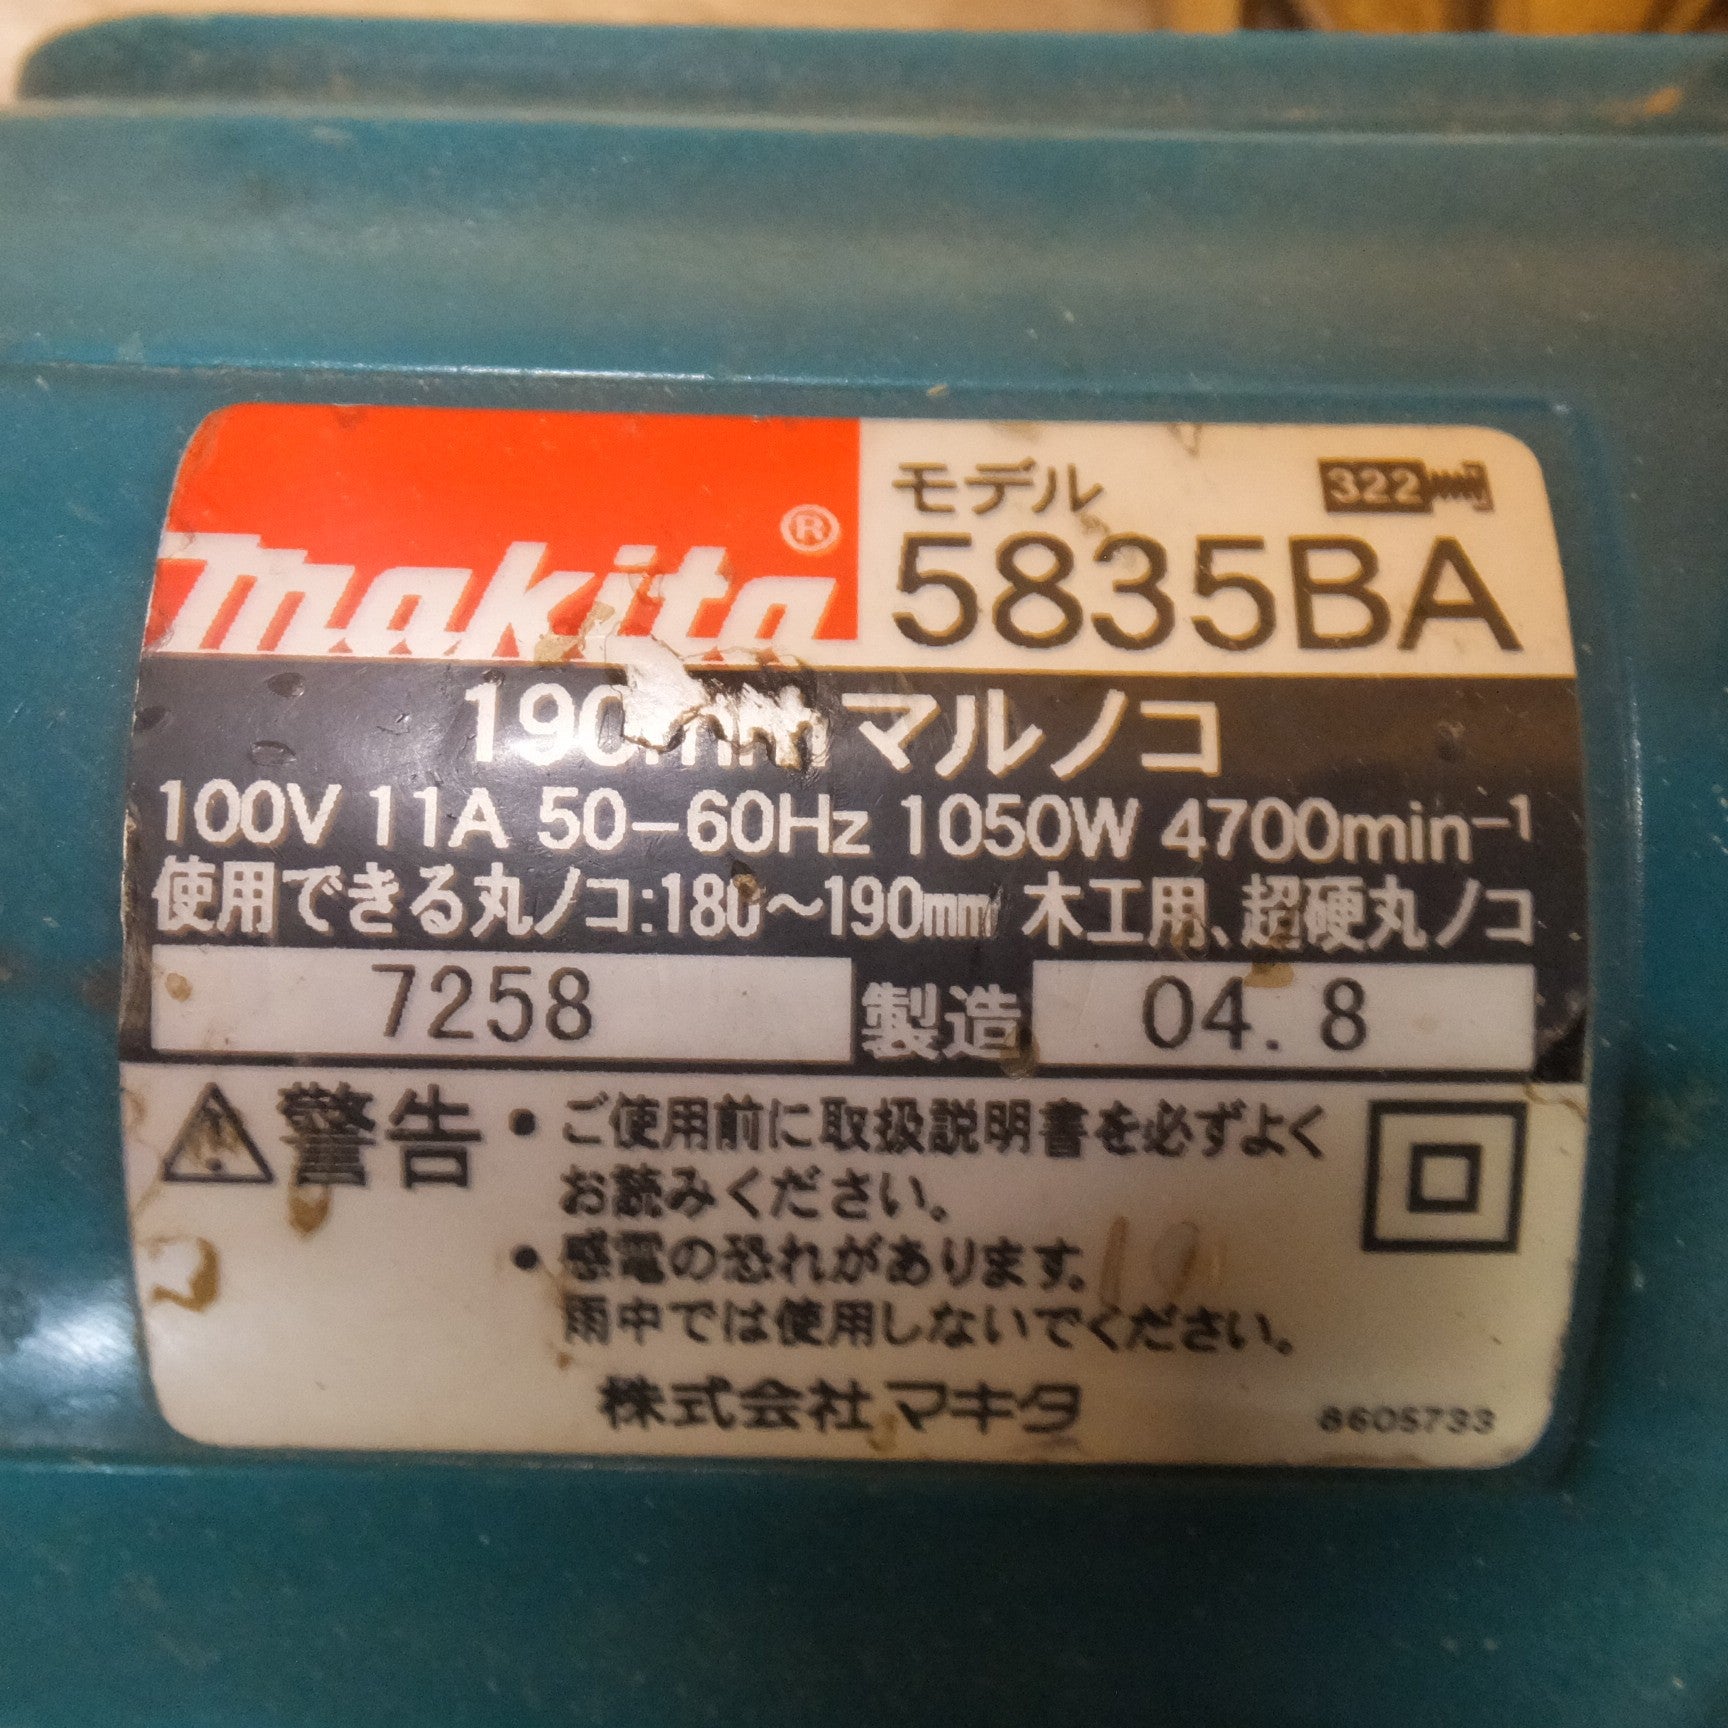 makita®
モデル 322
5835BA
190mm マルノコ
100V 11A 50-60Hz 1050W 4700min⁻¹
使用できる丸ノコ:180~190mm 木工用、超硬丸ノコ
7258 製造 04. 8
警告 • ご使用前に取扱説明書を必ずよく
お読みください。
• 感電の恐れがあります。
雨中では使用しないでください。
株式会社マキタ 8605733